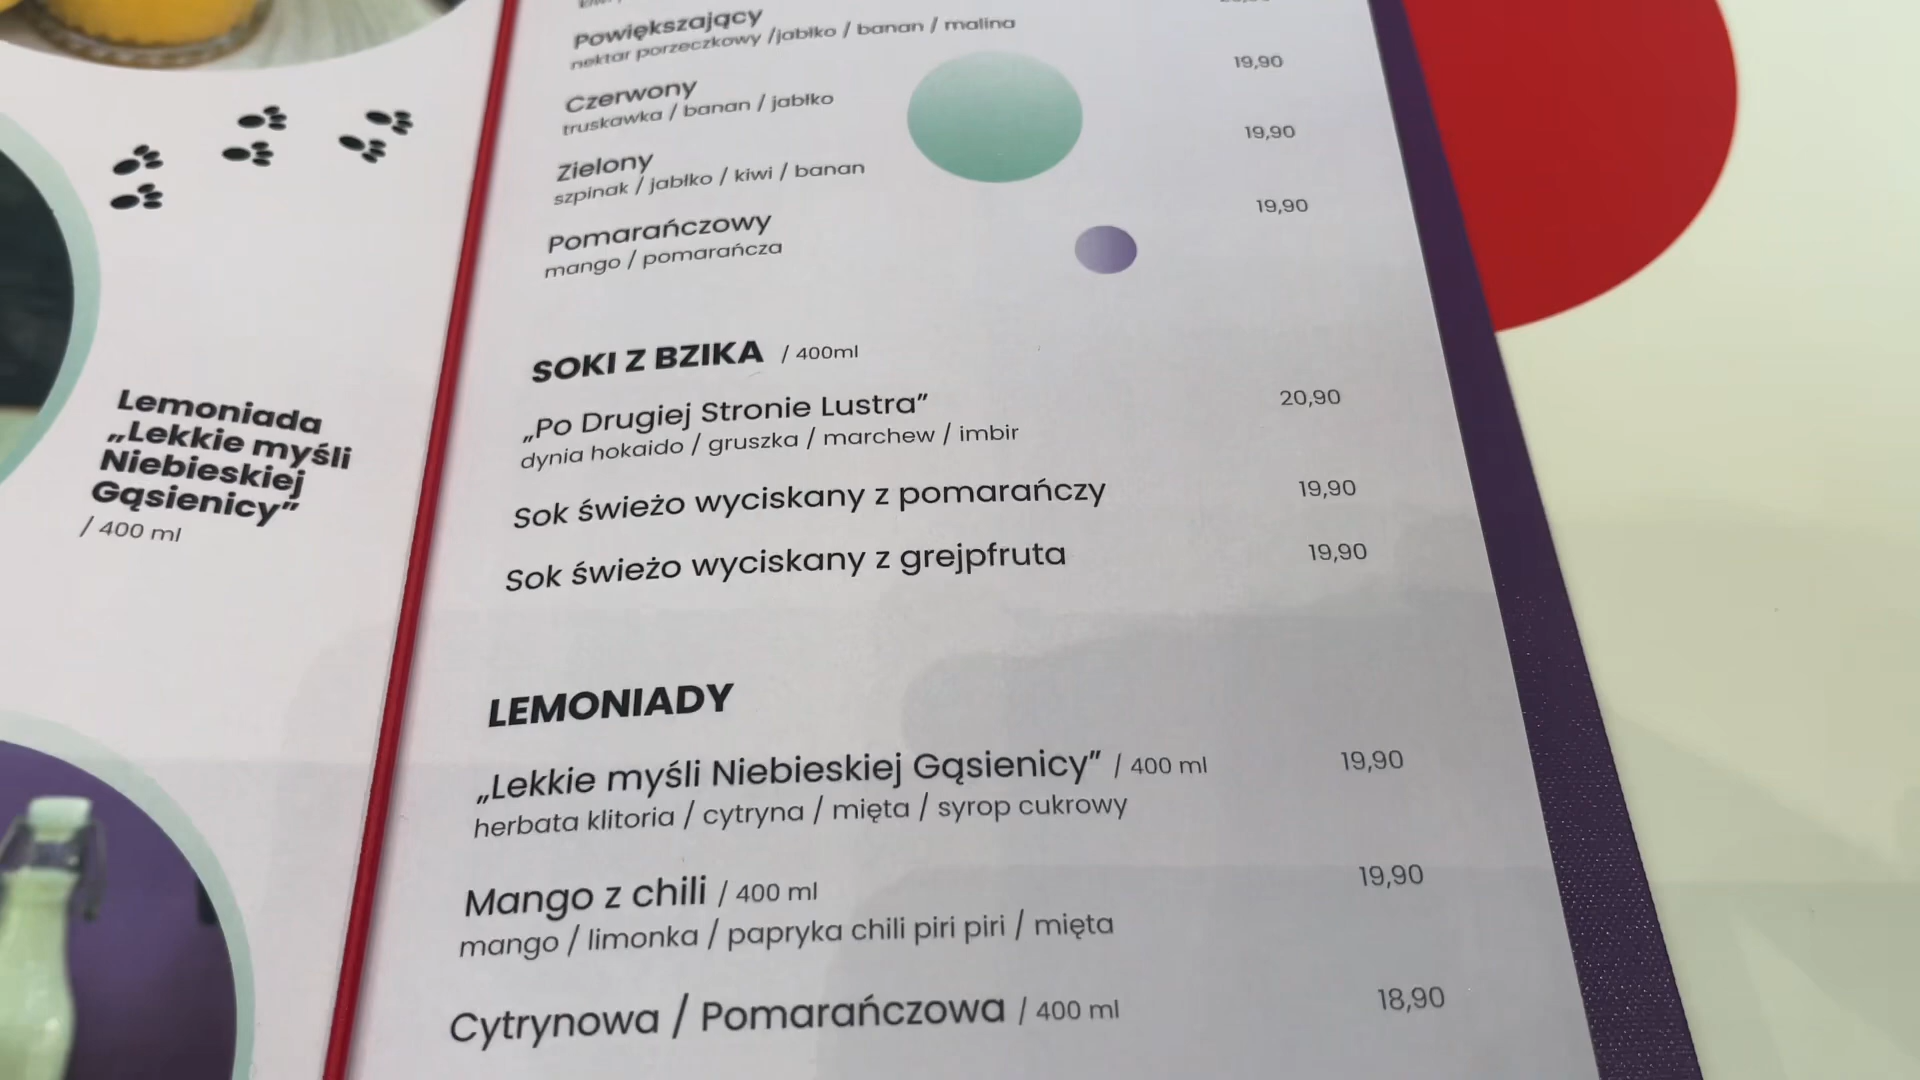 Lemoniada
„Lekkie myśli
Niebieskiej
Gąsienicy”
/ 400 ml
Powiększający
nektar porzeczkowy /jabłko / banan / malina
Czerwony 19,90
truskawka / banan / jabłko
Zielony 19,90
szpinak / jabłko / kiwi / banan
Pomarańczowy 19,90
mango / pomarańcza
SOKI Z BZIKA / 400ml
„Po Drugiej Stronie Lustra” 20,90
dynia hokaido / gruszka / marchew / imbir
Sok świeżo wyciskany z pomarańczy 19,90
Sok świeżo wyciskany z grejpfruta 19,90
LEMONIADY
„Lekkie myśli Niebieskiej Gąsienicy” / 400 ml 19,90
herbata klitoria / cytryna / mięta / syrop cukrowy
Mango z chili / 400 ml 19,90
mango / limonka / papryka chili piri piri / mięta
Cytrynowa / Pomarańczowa / 400 ml 18,90